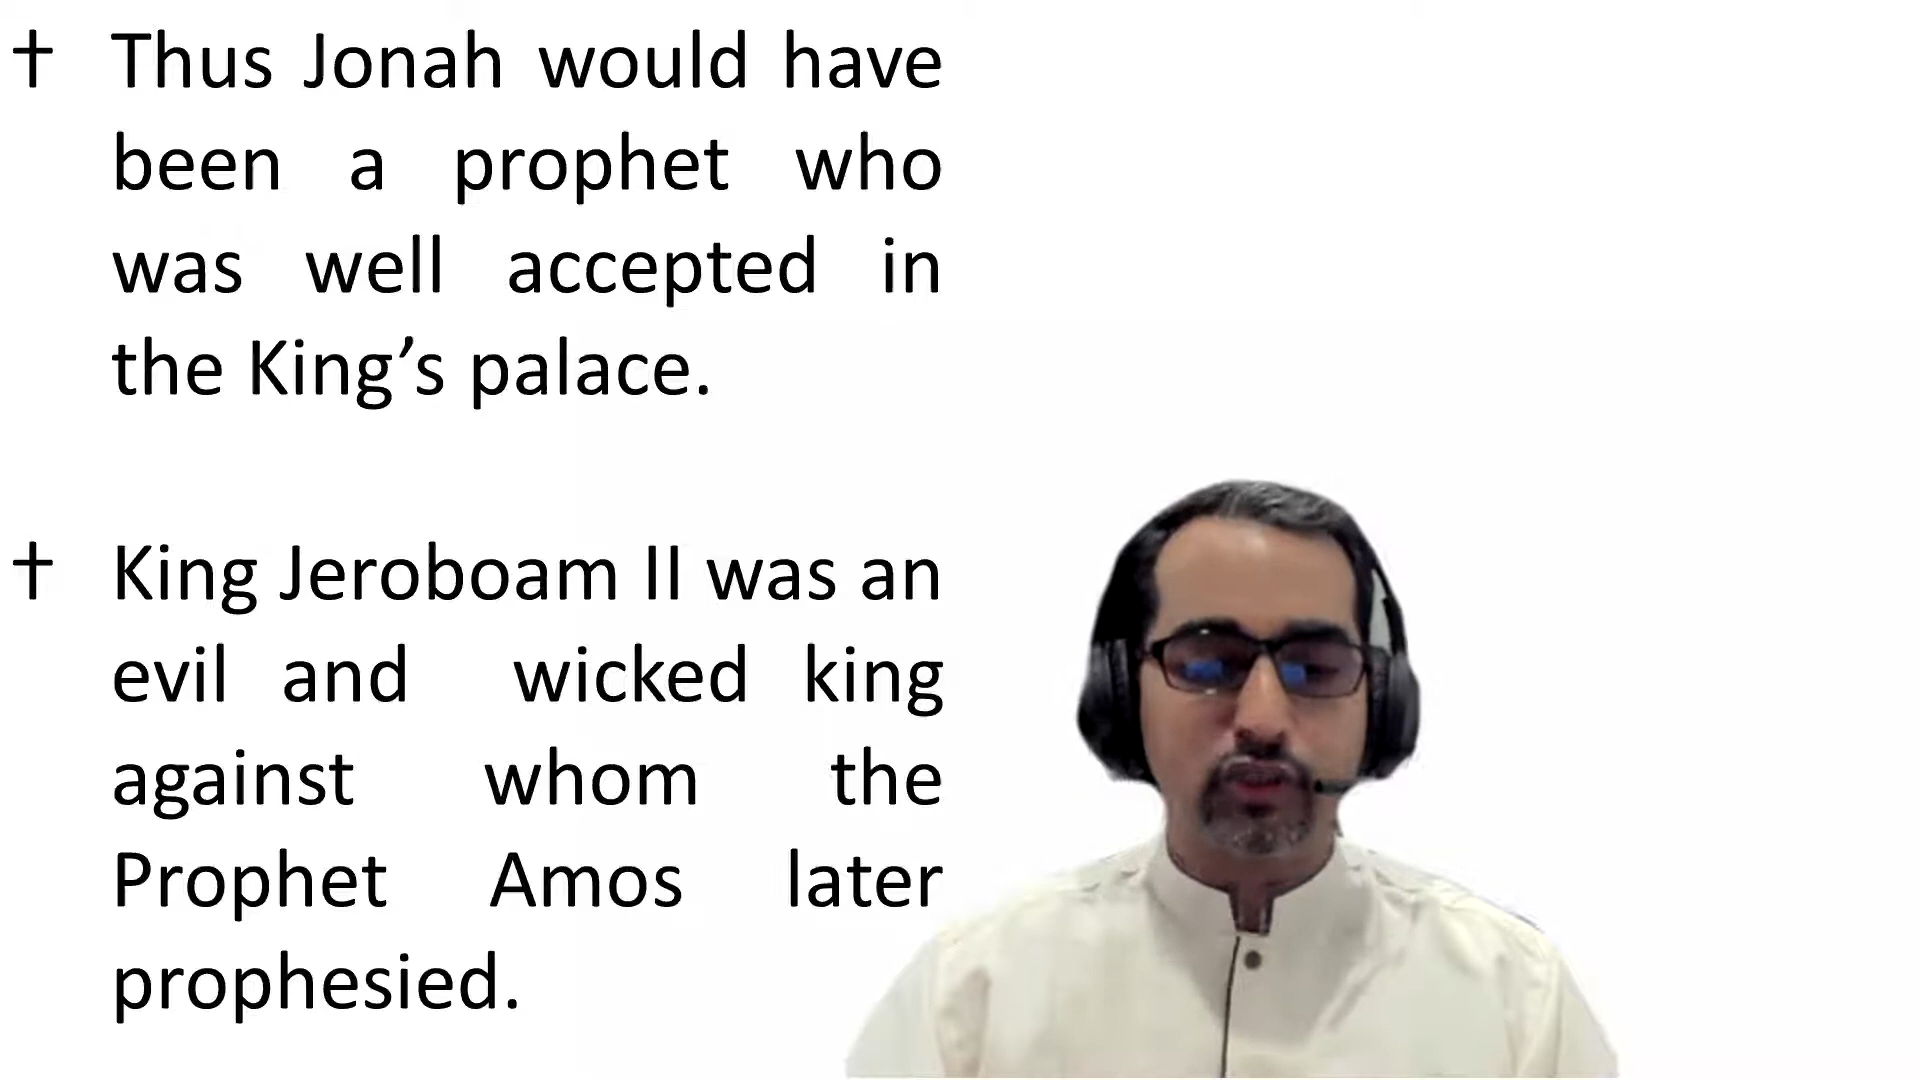 † Thus Jonah would have
been a prophet who
was well accepted in
the King’s palace.
† King Jeroboam II was an
evil and wicked king
against whom the
Prophet Amos later
prophesied.